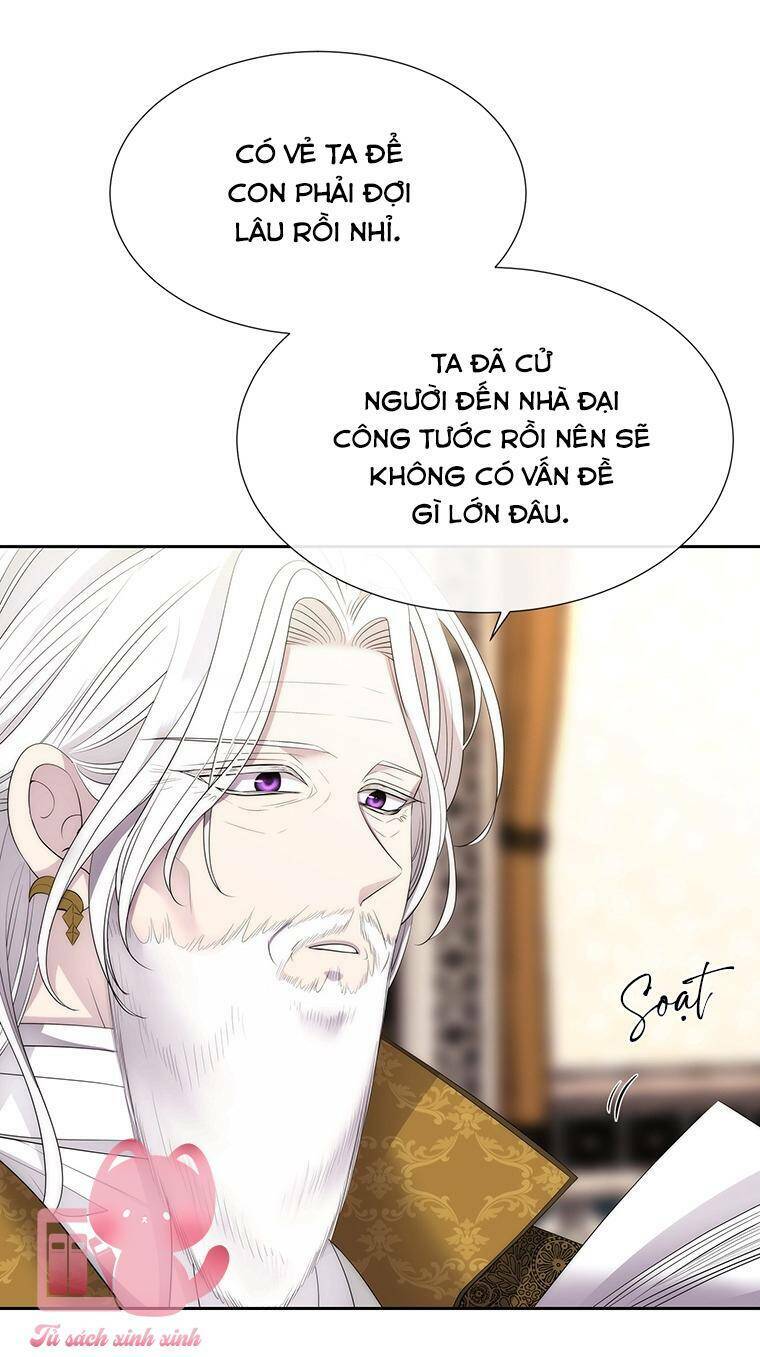 CÓ VẺ TA ĐỂ
CON PHẢI ĐỢI
LÂU RỒI NHỈ.
TA ĐÃ CỬ
NGƯỜI ĐẾN NHÀ ĐẠI
CÔNG TƯỚC RỒI NÊN SẼ
KHÔNG CÓ VẤN ĐỀ
GÌ LỚN ĐÂU.
Soạt
Tủ sách xinh xinh